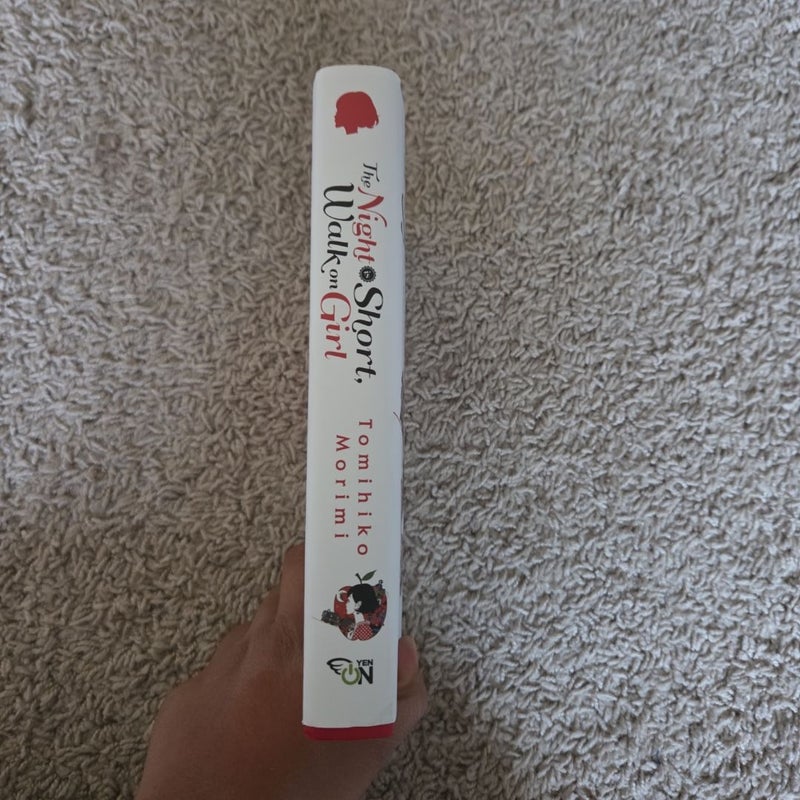 The Night is Short,
Walk on Girl
Tomihiko
Morimi
YEN
ON